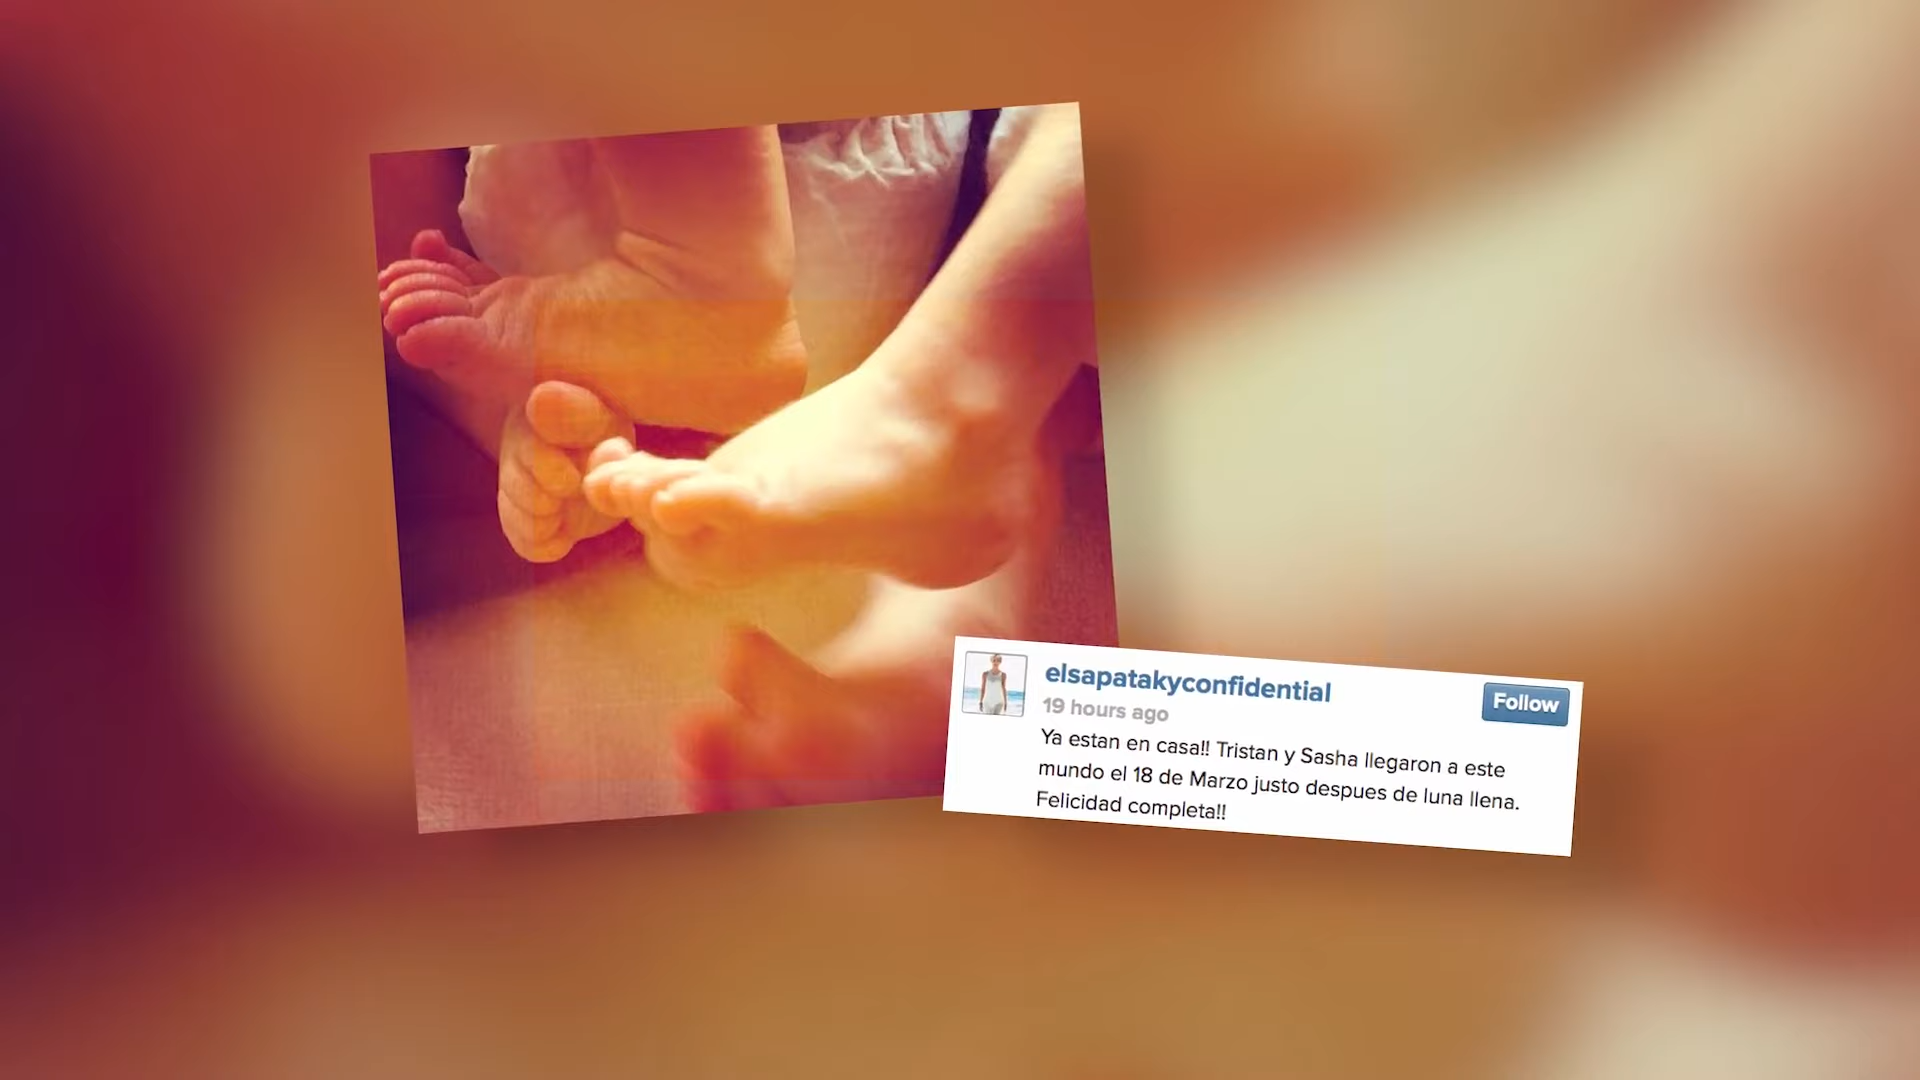 elsapatakyconfidential
Follow
19 hours ago
Ya estan en casa!! Tristan y Sasha llegaron a este
mundo el 18 de Marzo justo despues de luna llena.
Felicidad completa!!